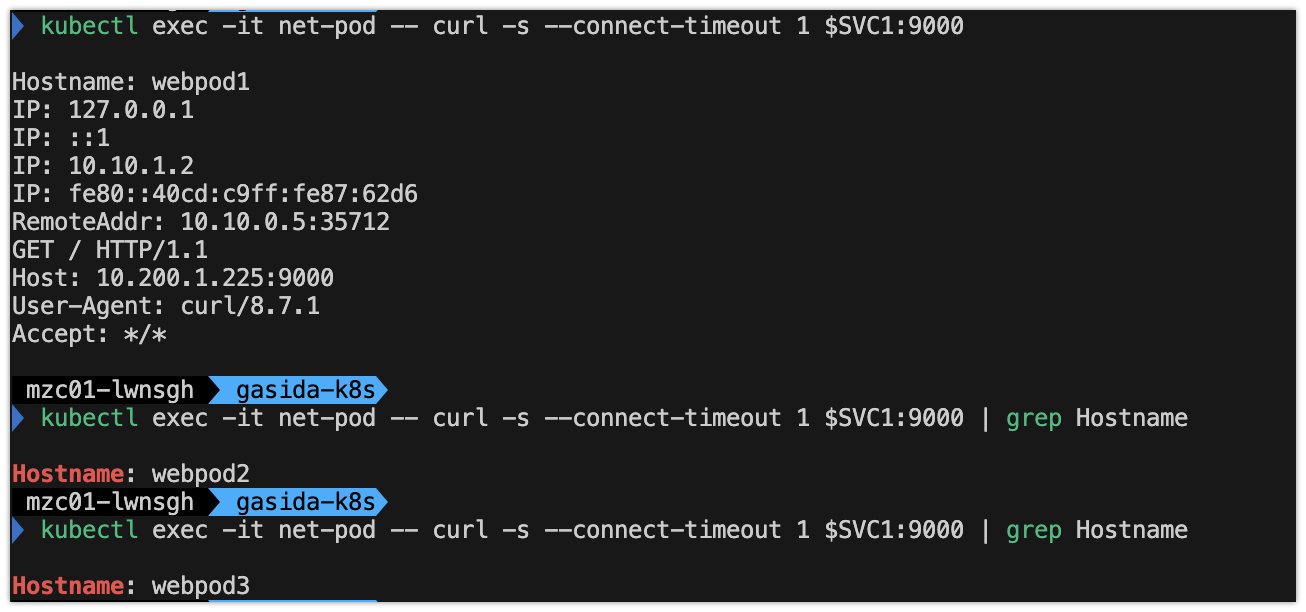 kubectl exec -it net-pod -- curl -s --connect-timeout 1 $SVC1:9000
Hostname: webpod1
IP: 127.0.0.1
IP: ::1
IP: 10.10.1.2
IP: fe80::40cd:c9ff:fe87:62d6
RemoteAddr: 10.10.0.5:35712
GET / HTTP/1.1
Host: 10.200.1.225:9000
User-Agent: curl/8.7.1
Accept: */*
mzc01-lwnsgh gasida-k8s
kubectl exec -it net-pod -- curl -s --connect-timeout 1 $SVC1:9000 | grep Hostname
Hostname: webpod2
mzc01-lwnsgh gasida-k8s
kubectl exec -it net-pod -- curl -s --connect-timeout 1 $SVC1:9000 | grep Hostname
Hostname: webpod3